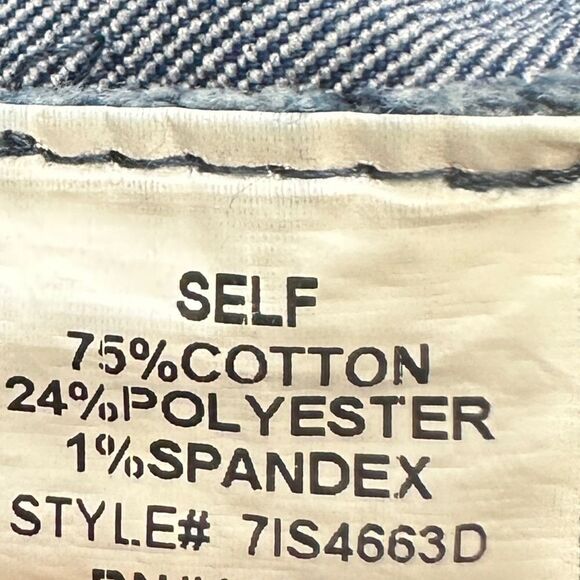 SELF
75%COTTON
24%POLYESTER
1%SPANDEX
STYLE# 7IS4663D